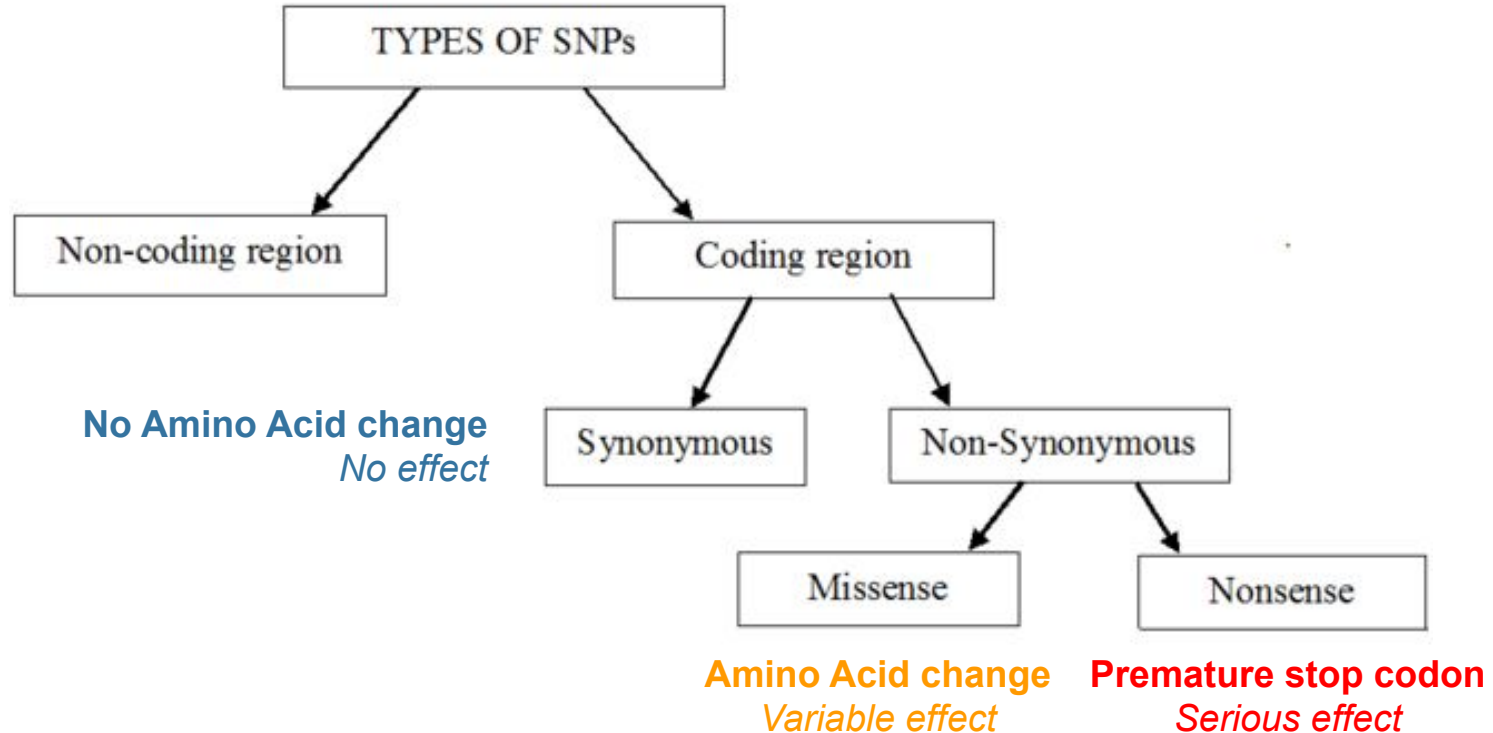 TYPES OF SNPs
Non-coding region
Coding region
No Amino Acid change
No effect
Synonymous
Non-Synonymous
Missense
Nonsense
Amino Acid change
Variable effect
Premature stop codon
Serious effect